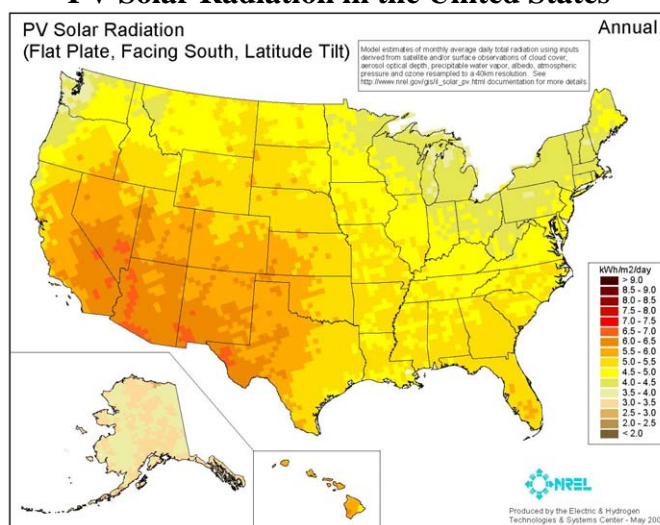 PV Solar Radiation in the United States
PV Solar Radiation
(Flat Plate, Facing South, Latitude Tilt)
Annual
Model estimates of monthly average daily total radiation using inputs
derived from satellite and/or surface observations of cloud cover,
aerosol optical depth, precipitable water vapor, albedo, atmospheric
pressure and ozone resampled to a 40km resolution. See
http://www.nrel.gov/gis/il_solar_pv.html documentation for more details.
kWh/m2/day
> 9.0
8.5 - 9.0
8.0 - 8.5
7.5 - 8.0
7.0 - 7.5
6.5 - 7.0
6.0 - 6.5
5.5 - 6.0
5.0 - 5.5
4.5 - 5.0
4.0 - 4.5
3.5 - 4.0
3.0 - 3.5
2.5 - 3.0
2.0 - 2.5
< 2.0
NREL
Produced by the Electric & Hydrogen
Technologies & Systems Center - May